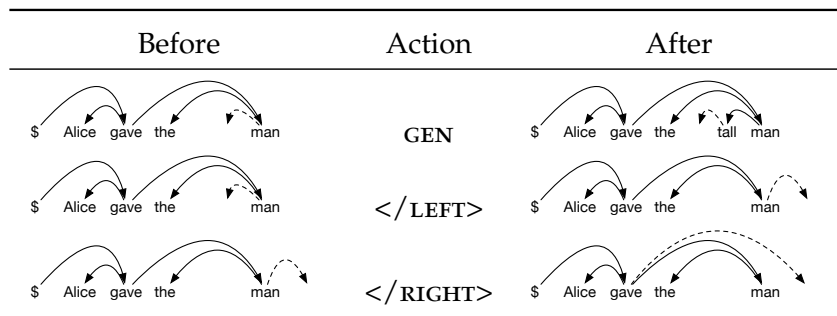 Before Action After
$ Alice gave the man GEN $ Alice gave the tall man
$ Alice gave the man </LEFT> $ Alice gave the man
$ Alice gave the man </RIGHT> $ Alice gave the man